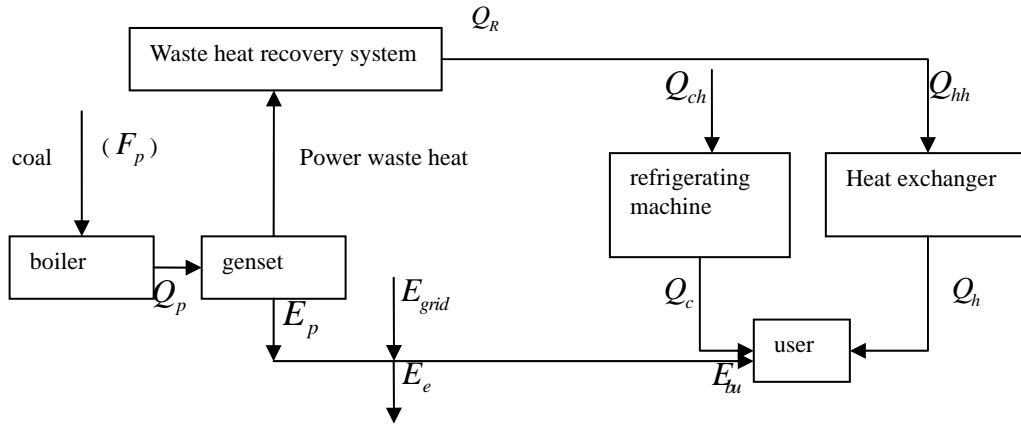 Q_R
Waste heat recovery system
Q_ch
Q_hh
coal
( F_p )
Power waste heat
refrigerating
machine
Heat exchanger
boiler
genset
Q_p
E_p
E_grid
Q_c
Q_h
user
E_e
E_bu